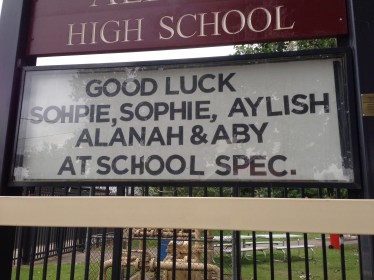 HIGH SCHOOL
GOOD LUCK
SOHPIE, SOPHIE, AYLISH
ALANAH & ABY
AT SCHOOL SPEC.